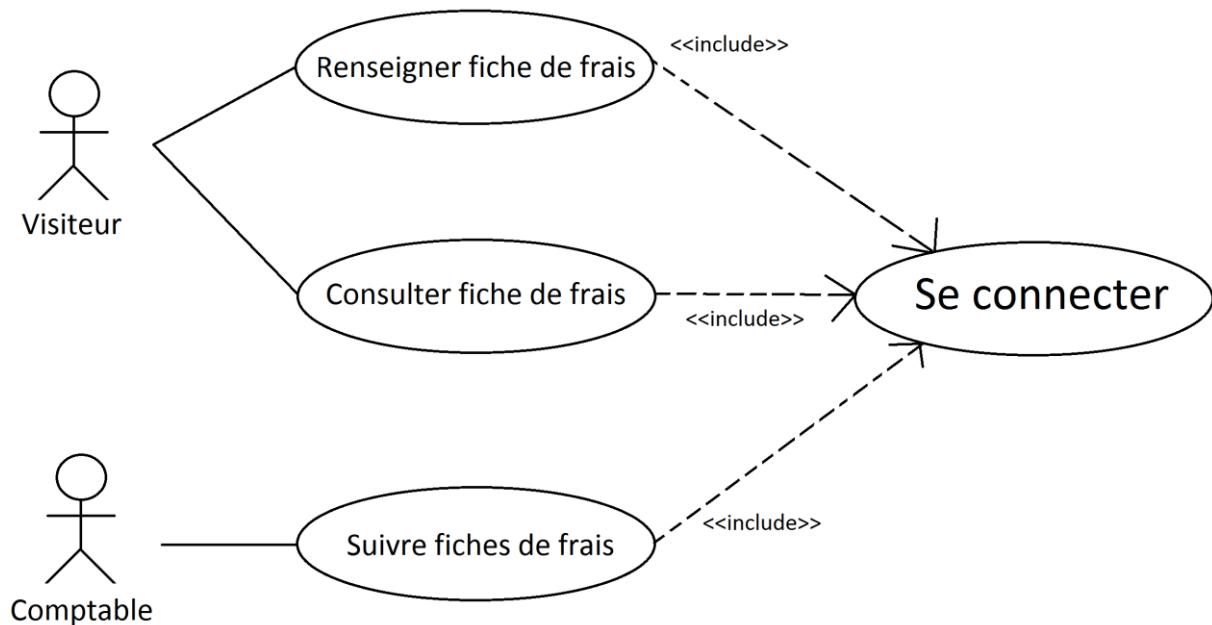 <<include>>
Renseigner fiche de frais
Visiteur
Consulter fiche de frais
<<include>>
Se connecter
Suivre fiches de frais
<<include>>
Comptable